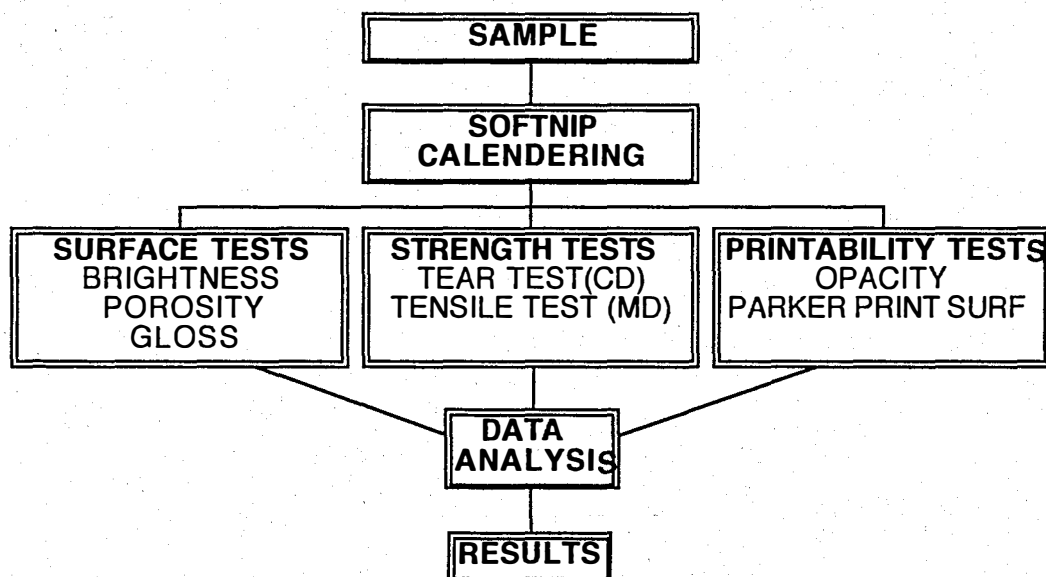 SAMPLE
SOFTNIP
CALENDERING
SURFACE TESTS
BRIGHTNESS
POROSITY
GLOSS
STRENGTH TESTS
TEAR TEST(CD)
TENSILE TEST (MD)
PRINTABILITY TESTS
OPACITY
PARKER PRINT SURF
DATA
ANALYSIS
RESULTS